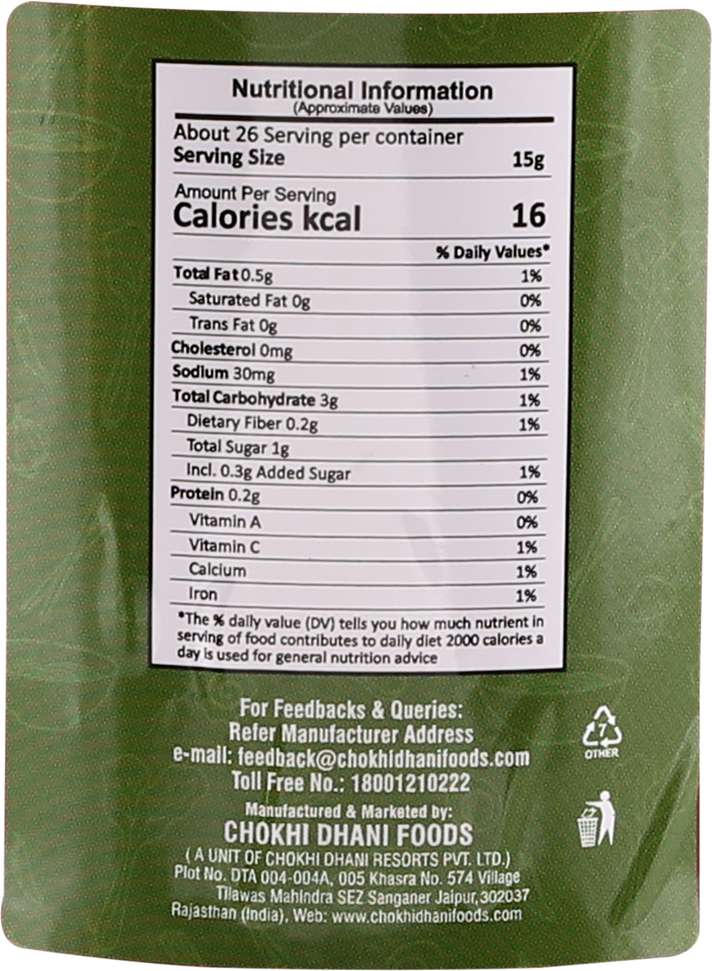 Nutritional Information
(Approximate Values)
About 26 Serving per container
Serving Size 15g
Amount Per Serving
Calories kcal 16
% Daily Values*
Total Fat 0.5g 1%
Saturated Fat 0g 0%
Trans Fat 0g 0%
Cholesterol 0mg 0%
Sodium 30mg 1%
Total Carbohydrate 3g 1%
Dietary Fiber 0.2g 1%
Total Sugar 1g
Incl. 0.3g Added Sugar 1%
Protein 0.2g 0%
Vitamin A 0%
Vitamin C 1%
Calcium 1%
Iron 1%
*The % daily value (DV) tells you how much nutrient in
serving of food contributes to daily diet 2000 calories a
day is used for general nutrition advice
For Feedbacks & Queries:
Refer Manufacturer Address
e-mail: feedback@chokhidhanifoods.com
Toll Free No.: 18001210222
7
OTHER
Manufactured & Marketed by:
CHOKHI DHANI FOODS
( A UNIT OF CHOKHI DHANI RESORTS PVT. LTD.)
Plot No. DTA 004-004A, 005 Khasra No. 574 Village
Tilawas Mahindra SEZ Sanganer Jaipur,302037
Rajasthan (India). Web: www.chokhidhanifoods.com